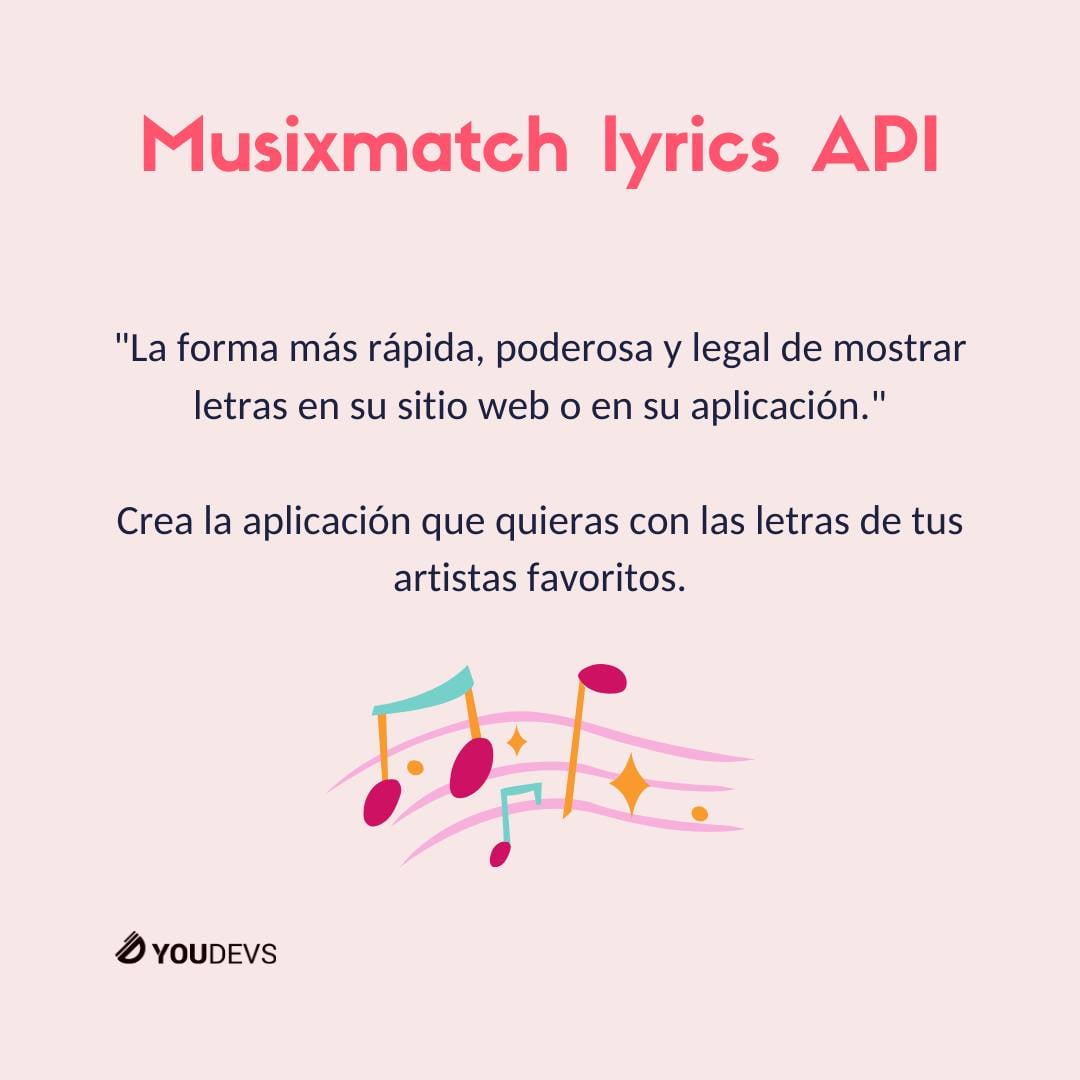 Musixmatch lyrics API
"La forma más rápida, poderosa y legal de mostrar
letras en su sitio web o en su aplicación."
Crea la aplicación que quieras con las letras de tus
artistas favoritos.
YOUDEVS